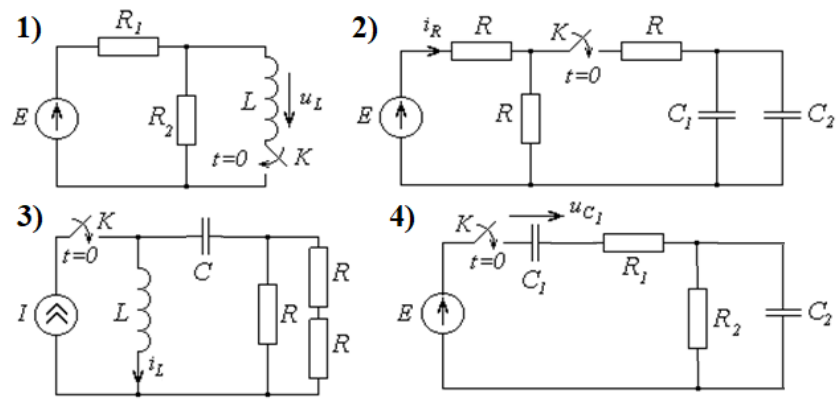 1)
R1
E
R2
L
uL
t=0
K
2)
iR
R
K
t=0
R
E
R
C1
C2
3)
K
t=0
C
I
L
iL
R
R
R
4)
K
t=0
uC1
C1
R1
E
R2
C2